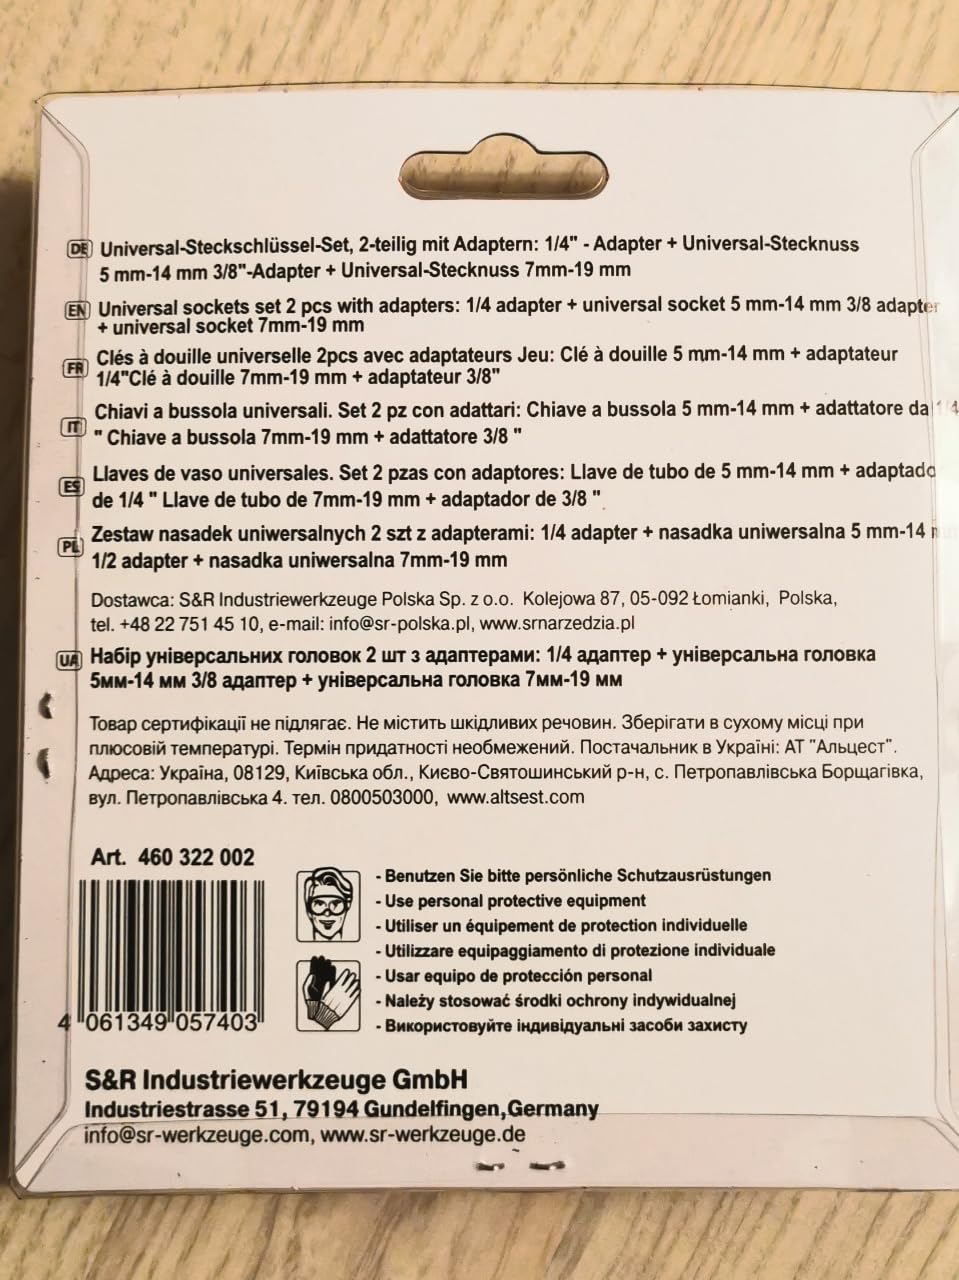 DE Universal-Steckschlüssel-Set, 2-teilig mit Adaptern: 1/4" - Adapter + Universal-Stecknuss
5 mm-14 mm 3/8"-Adapter + Universal-Stecknuss 7mm-19 mm
EN Universal sockets set 2 pcs with adapters: 1/4 adapter + universal socket 5 mm-14 mm 3/8 adapter
+ universal socket 7mm-19 mm
FR Clés à douille universelle 2pcs avec adaptateurs Jeu: Clé à douille 5 mm-14 mm + adaptateur
1/4"Clé à douille 7mm-19 mm + adaptateur 3/8"
IT Chiavi a bussola universali. Set 2 pz con adattari: Chiave a bussola 5 mm-14 mm + adattatore da 1/4
" Chiave a bussola 7mm-19 mm + adattatore 3/8 "
ES Llaves de vaso universales. Set 2 pzas con adaptores: Llave de tubo de 5 mm-14 mm + adaptado
de 1/4 " Llave de tubo de 7mm-19 mm + adaptador de 3/8 "
PL Zestaw nasadek uniwersalnych 2 szt z adapterami: 1/4 adapter + nasadka uniwersalna 5 mm-14
1/2 adapter + nasadka uniwersalna 7mm-19 mm
Dostawca: S&R Industriewerkzeuge Polska Sp. z o.o. Kolejowa 87, 05-092 Łomianki, Polska,
tel. +48 22 751 45 10, e-mail: info@sr-polska.pl, www.srnarzedzia.pl
UA Набір універсальних головок 2 шт з адаптерами: 1/4 адаптер + універсальна головка
5мм-14 мм 3/8 адаптер + універсальна головка 7мм-19 мм
Товар сертифікації не підлягає. Не містить шкідливих речовин. Зберігати в сухому місці при
плюсовій температурі. Термін придатності необмежений. Постачальник в Україні: АТ "Альцест".
Адреса: Україна, 08129, Київська обл., Києво-Святошинський р-н, с. Петропавлівська Борщагівка,
вул. Петропавлівська 4. тел. 0800503000, www.altsest.com
Art. 460 322 002
4 061349 057403
- Benutzen Sie bitte persönliche Schutzausrüstungen
- Use personal protective equipment
- Utiliser un équipement de protection individuelle
- Utilizzare equipaggiamento di protezione individuale
- Usar equipo de protección personal
- Należy stosować środki ochrony indywidualnej
- Використовуйте індивідуальні засоби захисту
S&R Industriewerkzeuge GmbH
Industriestrasse 51, 79194 Gundelfingen,Germany
info@sr-werkzeuge.com, www.sr-werkzeuge.de